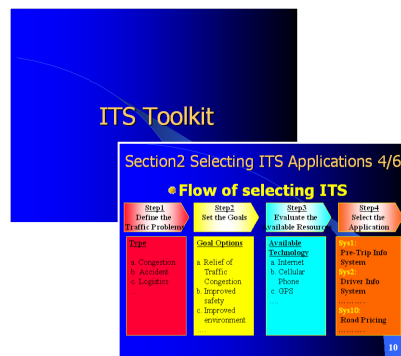 ITS Toolkit
Section2 Selecting ITS Applications 4/6
Flow of selecting ITS
Step1
Define the
Traffic Problems
Step2
Set the Goals
Step3
Evaluate the
Available Resource
Step4
Select the
Application
Type
a. Congestion
b. Accident
c. Logistics
...
Goal Options
a. Relief of
Traffic
Congestion
b. Improved
safety
c. Improved
environment
....
Available
Technology
a. Internet
b. Cellular
Phone
c. GPS
....
Sys1:
Pre-Trip Info
System
Sys2:
Driver Info
System
...........
Sys10:
Road Pricing
...........
10